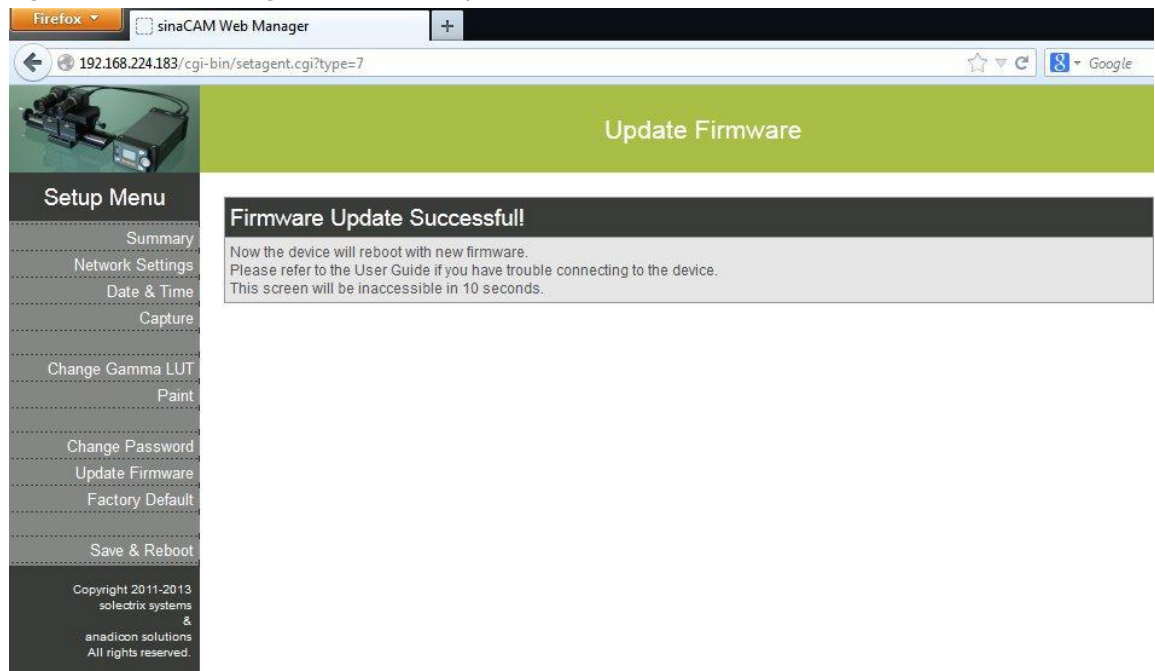 Firefox
sinaCAM Web Manager
192.168.224.183/cgi-bin/setagent.cgi?type=7
Google
Update Firmware
Setup Menu
Summary
Network Settings
Date & Time
Capture
Change Gamma LUT
Paint
Change Password
Update Firmware
Factory Default
Save & Reboot
Copyright 2011-2013
solectrix systems
&
anadicon solutions
All rights reserved.
Firmware Update Successful!
Now the device will reboot with new firmware.
Please refer to the User Guide if you have trouble connecting to the device.
This screen will be inaccessible in 10 seconds.